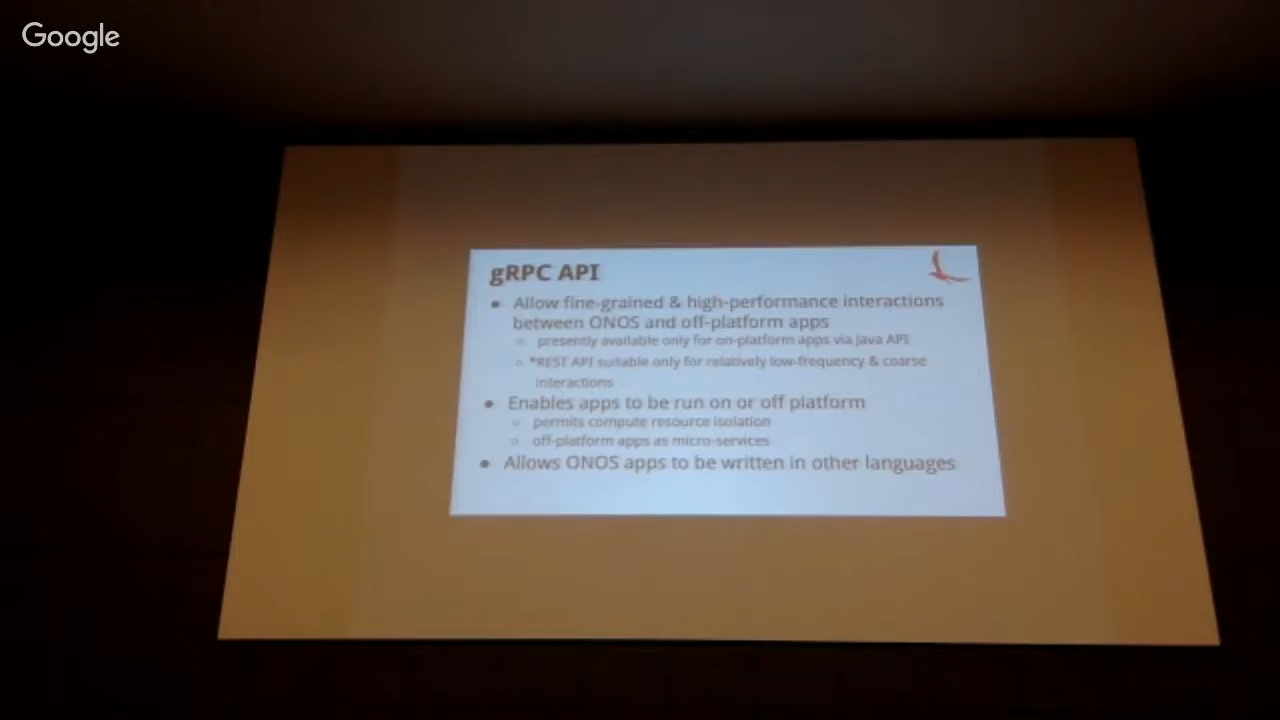 Google
gRPC API
• Allow fine-grained & high-performance interactions
between ONOS and off-platform apps
○ presently available only for on-platform apps via Java API
○ *REST API suitable only for relatively low-frequency & coarse
interactions
• Enables apps to be run on or off platform
○ permits compute resource isolation
○ off-platform apps as micro-services
• Allows ONOS apps to be written in other languages